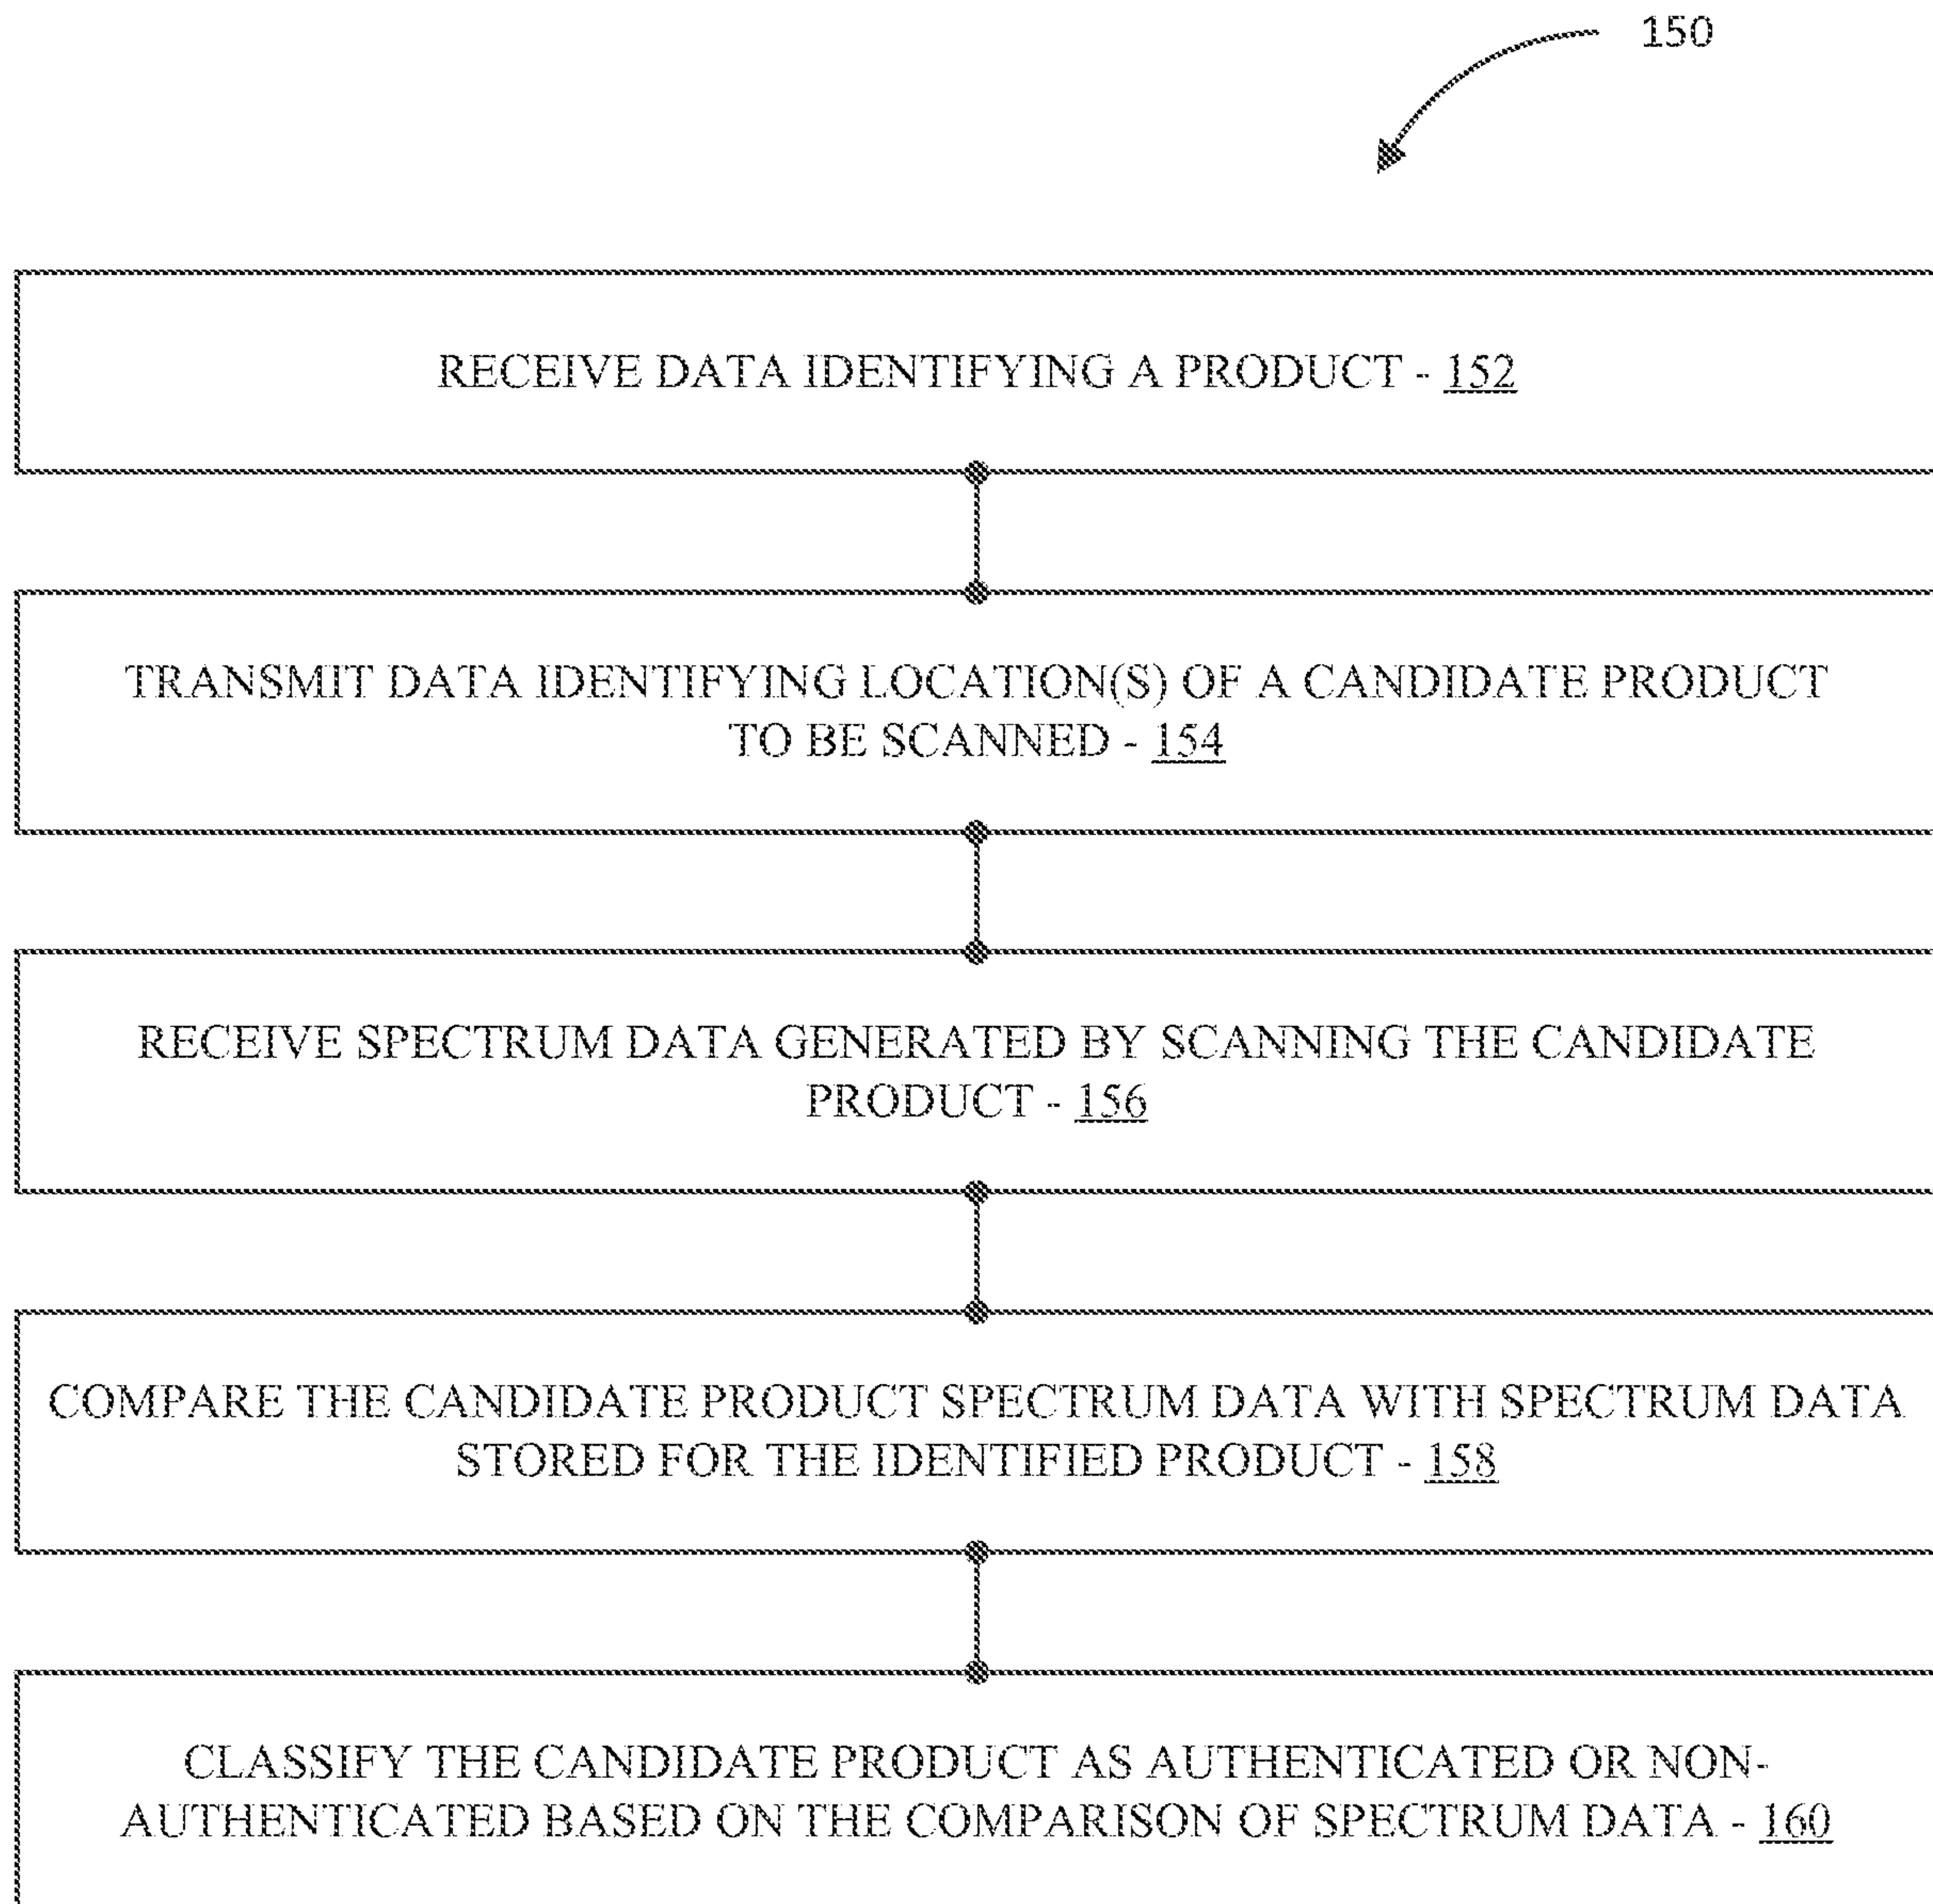 150
RECEIVE DATA IDENTIFYING A PRODUCT - 152
TRANSMIT DATA IDENTIFYING LOCATION(S) OF A CANDIDATE PRODUCT
TO BE SCANNED - 154
RECEIVE SPECTRUM DATA GENERATED BY SCANNING THE CANDIDATE
PRODUCT - 156
COMPARE THE CANDIDATE PRODUCT SPECTRUM DATA WITH SPECTRUM DATA
STORED FOR THE IDENTIFIED PRODUCT - 158
CLASSIFY THE CANDIDATE PRODUCT AS AUTHENTICATED OR NON-
AUTHENTICATED BASED ON THE COMPARISON OF SPECTRUM DATA - 160